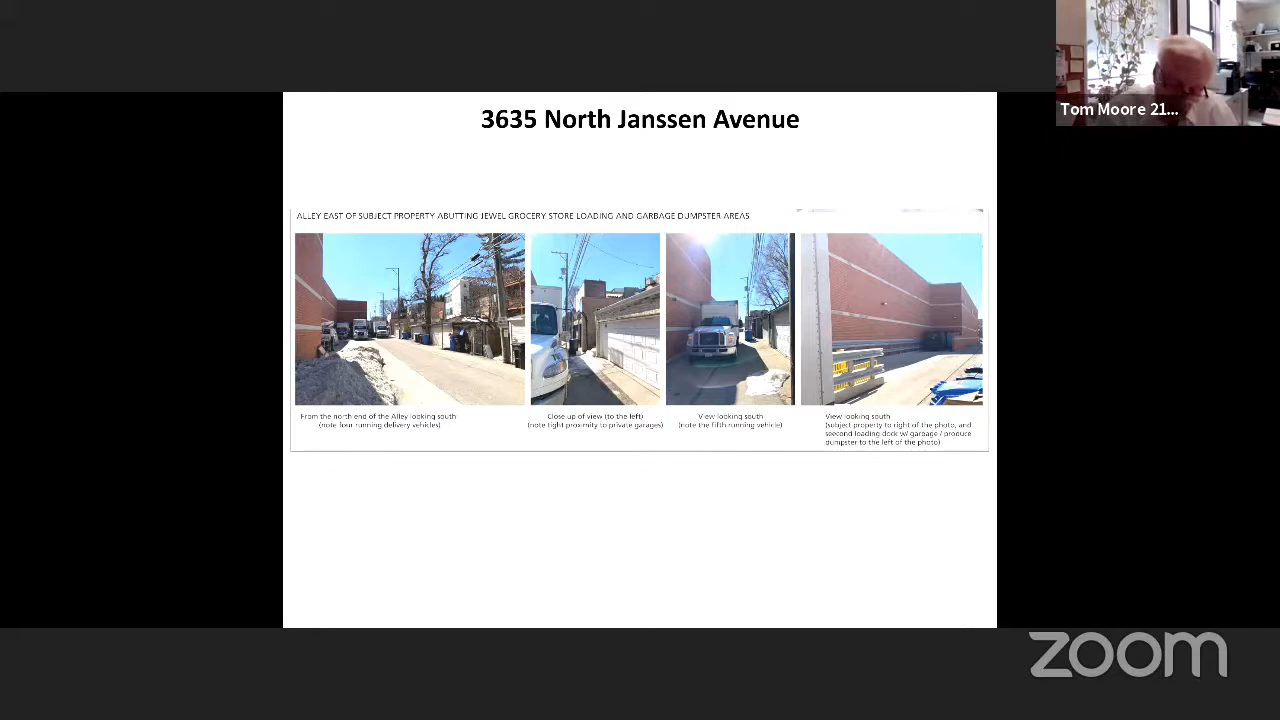 3635 North Janssen Avenue
Tom Moore 21...
ALLEY EAST OF SUBJECT PROPERTY ABUTTING JEWEL GROCERY STORE LOADING AND GARBAGE DUMPSTER AREAS
From the north end of the Alley looking south
(note four running delivery vehicles)
Close up of view (to the left)
(note tight proximity to private garages)
View looking south
(note the fifth running vehicle)
View looking south
(subject property to right of the photo, and
seecond loading dock w/ garbage / produce
dumpster to the left of the photo)
zoom